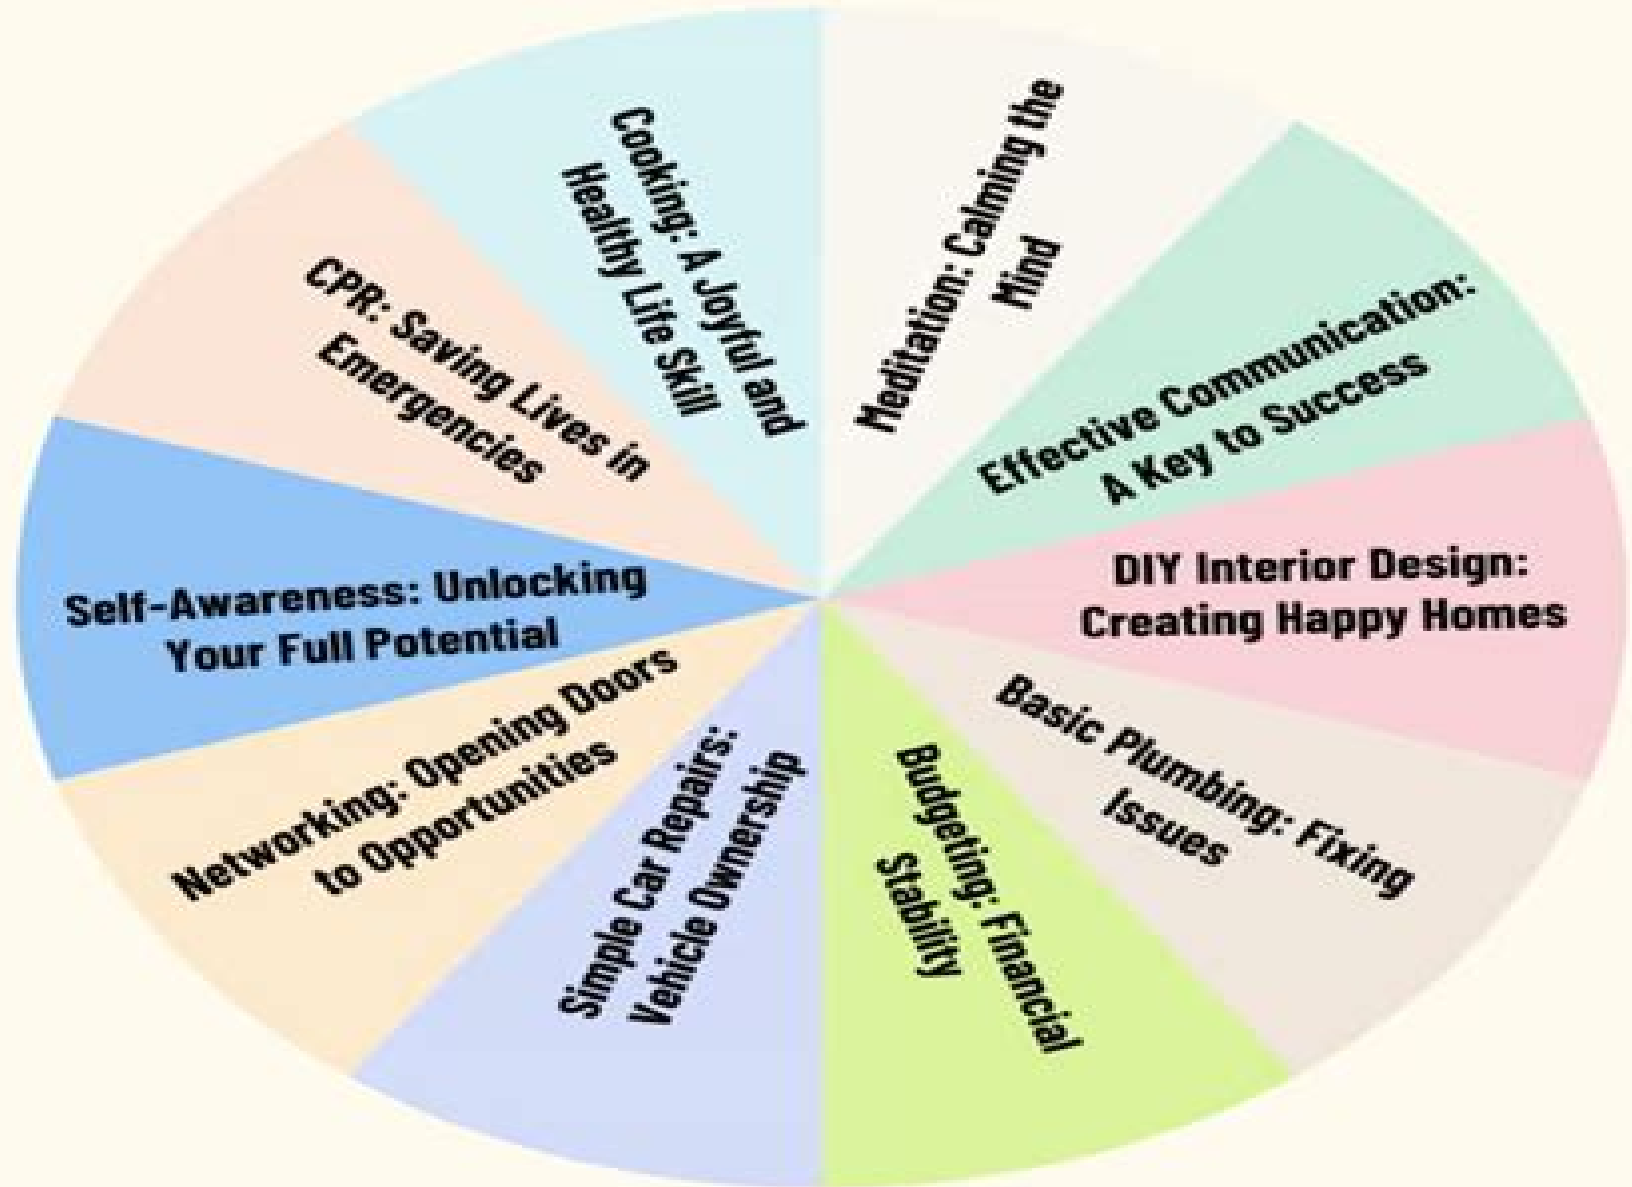 Meditation: Calming the
Mind
Effective Communication:
A Key to Success
DIY Interior Design:
Creating Happy Homes
Basic Plumbing: Fixing
Issues
Budgeting: Financial
Stability
Simple Car Repairs:
Vehicle Ownership
Networking: Opening Doors
to Opportunities
Self-Awareness: Unlocking
Your Full Potential
CPR: Saving Lives in
Emergencies
Cooking: A Joyful and
Healthy Life Skill